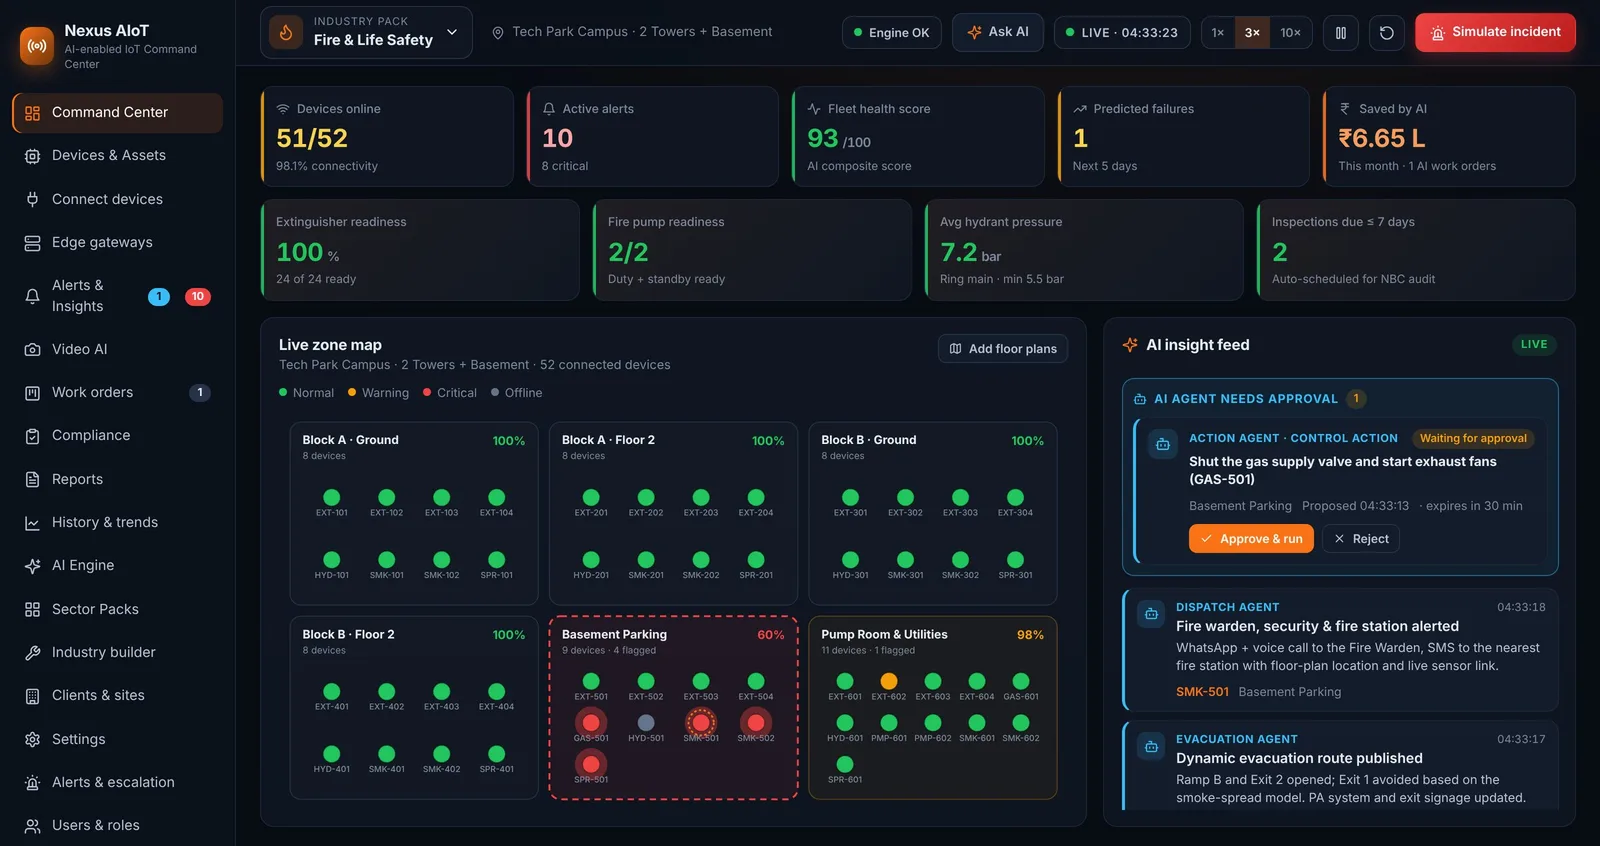 Nexus AIoT
AI-enabled IoT Command
Center
Command Center
Devices & Assets
Connect devices
Edge gateways
Alerts &
Insights
1
10
Video AI
Work orders
1
Compliance
Reports
History & trends
AI Engine
Sector Packs
Industry builder
Clients & sites
Settings
Alerts & escalation
Users & roles
INDUSTRY PACK
Fire & Life Safety
Tech Park Campus · 2 Towers + Basement
Engine OK
Ask AI
LIVE · 04:33:23
1×
3×
10×
Simulate incident
Devices online
51/52
98.1% connectivity
Active alerts
10
8 critical
Fleet health score
93 /100
AI composite score
Predicted failures
1
Next 5 days
₹ Saved by AI
₹6.65 L
This month · 1 AI work orders
Extinguisher readiness
100 %
24 of 24 ready
Fire pump readiness
2/2
Duty + standby ready
Avg hydrant pressure
7.2 bar
Ring main · min 5.5 bar
Inspections due ≤ 7 days
2
Auto-scheduled for NBC audit
Live zone map
Tech Park Campus · 2 Towers + Basement · 52 connected devices
Add floor plans
Normal Warning Critical Offline
Block A · Ground 100%
8 devices
EXT-101 EXT-102 EXT-103 EXT-104
HYD-101 SMK-101 SMK-102 SPR-101
Block A · Floor 2 100%
8 devices
EXT-201 EXT-202 EXT-203 EXT-204
HYD-201 SMK-201 SMK-202 SPR-201
Block B · Ground 100%
8 devices
EXT-301 EXT-302 EXT-303 EXT-304
HYD-301 SMK-301 SMK-302 SPR-301
Block B · Floor 2 100%
8 devices
EXT-401 EXT-402 EXT-403 EXT-404
HYD-401 SMK-401 SMK-402 SPR-401
Basement Parking 60%
9 devices · 4 flagged
EXT-501 EXT-502 EXT-503 EXT-504
GAS-501 HYD-501 SMK-501 SMK-502
SPR-501
Pump Room & Utilities 98%
11 devices · 1 flagged
EXT-601 EXT-602 EXT-603 EXT-604 GAS-601
HYD-601 PMP-601 PMP-602 SMK-601 SMK-602
SPR-601
AI insight feed
LIVE
AI AGENT NEEDS APPROVAL 1
ACTION AGENT · CONTROL ACTION
Waiting for approval
Shut the gas supply valve and start exhaust fans
(GAS-501)
Basement Parking Proposed 04:33:13 · expires in 30 min
Approve & run
Reject
DISPATCH AGENT 04:33:18
Fire warden, security & fire station alerted
WhatsApp + voice call to the Fire Warden, SMS to the nearest
fire station with floor-plan location and live sensor link.
SMK-501 Basement Parking
EVACUATION AGENT 04:33:17
Dynamic evacuation route published
Ramp B and Exit 2 opened; Exit 1 avoided based on the
smoke-spread model. PA system and exit signage updated.